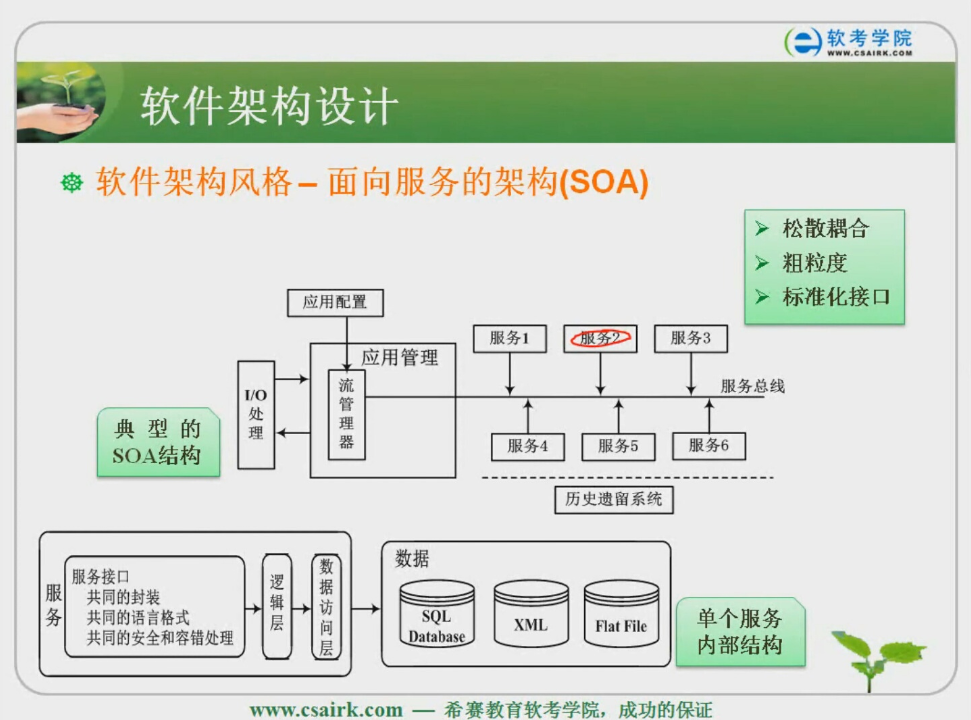 软考学院
WWW.CSAIRK.COM
软件架构设计
软件架构风格 – 面向服务的架构(SOA)
松散耦合
粗粒度
标准化接口
应用配置
应用管理
流管理器
I/O处理
服务1
服务2
服务3
服务总线
服务4
服务5
服务6
历史遗留系统
典 型 的
SOA结构
服务
服务接口
共同的封装
共同的语言格式
共同的安全和容错处理
逻辑层
数据访问层
数据
SQL
Database
XML
Flat File
单个服务
内部结构
www.csairk.com — 希赛教育软考学院，成功的保证